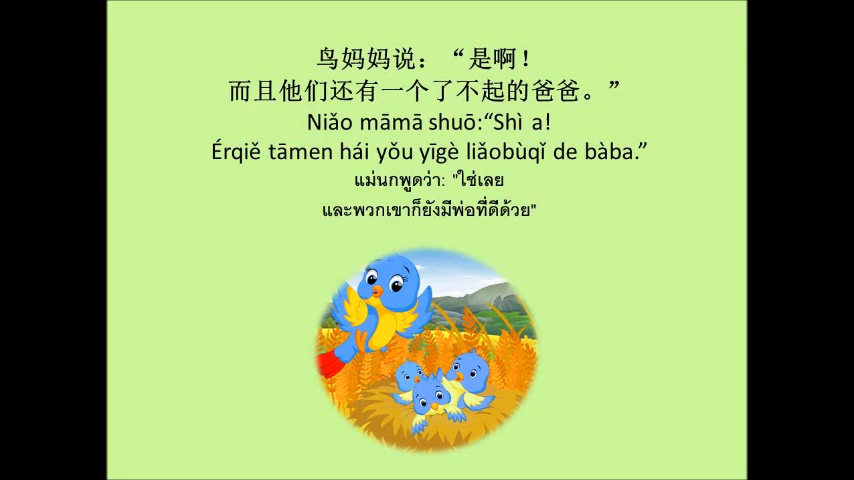 鸟妈妈说：“是啊！
而且他们还有一个了不起的爸爸。”
Niǎo māmā shuō:“Shì a!
Érqiě tāmen hái yǒu yīgè liǎobùqǐ de bàba.”
แม่นกพูดว่า: "ใช่เลย
และพวกเขาก็ยังมีพ่อที่ดีด้วย"